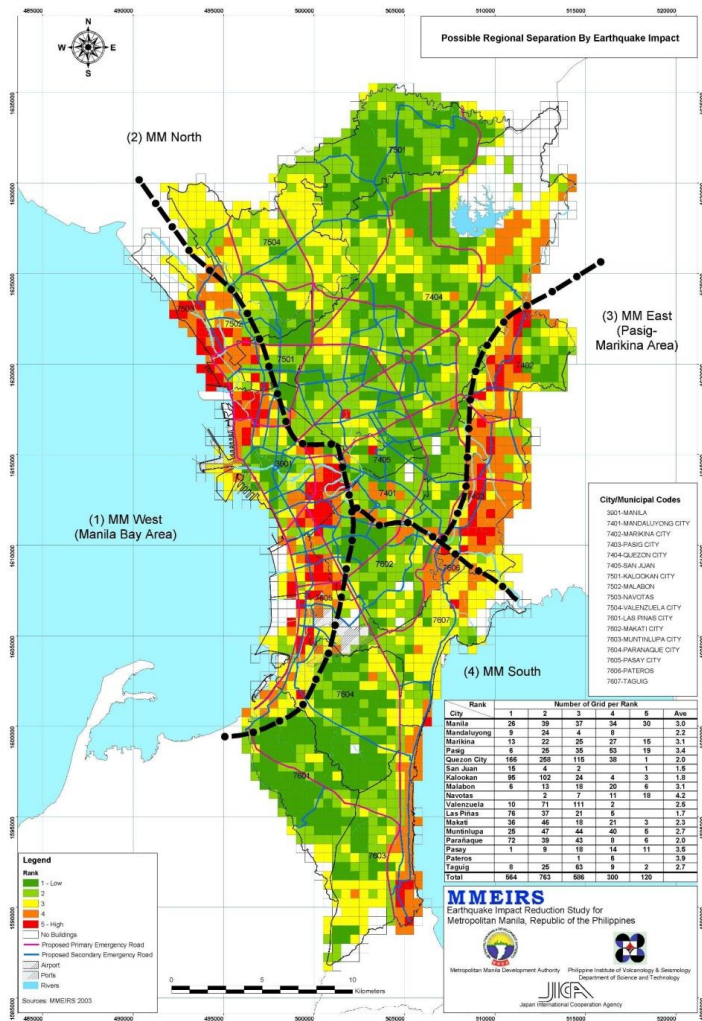 Possible Regional Separation By Earthquake Impact
485000 490000 495000 500000 505000 510000 515000 520000
N
W E
S
(2) MM North
(3) MM East
(Pasig-
Marikina Area)
(1) MM West
(Manila Bay Area)
(4) MM South
7501
7504
7404
7503
7502
7501
7402
3901
7405
7401
7403
7602
7606
7605
7607
7604
7601
7603
City/Municipal Codes
3901-MANILA
7401-MANDALUYONG CITY
7402-MARIKINA CITY
7403-PASIG CITY
7404-QUEZON CITY
7405-SAN JUAN
7501-KALOOKAN CITY
7502-MALABON
7503-NAVOTAS
7504-VALENZUELA CITY
7601-LAS PINAS CITY
7602-MAKATI CITY
7603-MUNTINLUPA CITY
7604-PARANAQUE CITY
7605-PASAY CITY
7606-PATEROS
7607-TAGUIG
Rank Number of Grid per Rank
City 1 2 3 4 5 Ave
Manila 26 39 37 34 30 3.0
Mandaluyong 9 24 4 8 2.2
Marikina 13 22 25 27 15 3.1
Pasig 6 25 35 53 19 3.4
Quezon City 166 258 115 38 1 2.0
San Juan 15 4 2 1 1.5
Kalookan 95 102 24 4 3 1.8
Malabon 6 13 18 20 6 3.1
Navotas 2 7 11 18 4.2
Valenzuela 10 71 111 2 2.5
Las Piñas 76 37 21 5 1.7
Makati 36 46 18 21 3 2.3
Muntinlupa 25 47 44 40 5 2.7
Parañaque 72 39 43 8 6 2.0
Pasay 1 9 18 14 11 3.5
Pateros 1 6 3.9
Taguig 8 25 63 9 2 2.7
Total 564 763 586 300 120
Legend
Rank
1 - Low
2
3
4
5 - High
No Buildings
Proposed Primary Emergency Road
Proposed Secondary Emergency Road
Airport
Ports
Rivers
Sources: MMEIRS 2003
0 5 10
Kilometers
MMEIRS
Earthquake Impact Reduction Study for
Metropolitan Manila, Republic of the Philippines
Metropolitan Manila Development Authority
Philippine Institute of Volcanology & Seismology
Department of Science and Technology
JICA
Japan International Cooperation Agency